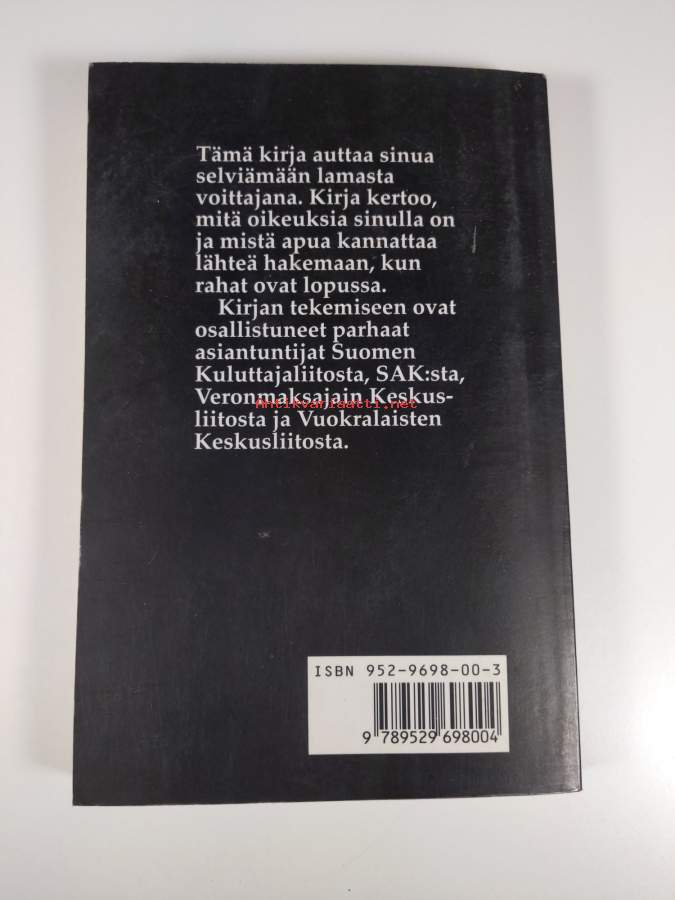 Tämä kirja auttaa sinua
selviämään lamasta
voittajana. Kirja kertoo,
mitä oikeuksia sinulla on
ja mistä apua kannattaa
lähteä hakemaan, kun
rahat ovat lopussa.
Kirjan tekemiseen ovat
osallistuneet parhaat
asiantuntijat Suomen
Kuluttajaliitosta, SAK:sta,
Veronmaksajain Keskus-
Antikvariaatti.net
liitosta ja Vuokralaisten
Keskusliitosta.
ISBN 952-9698-00-3
9 789529 698004